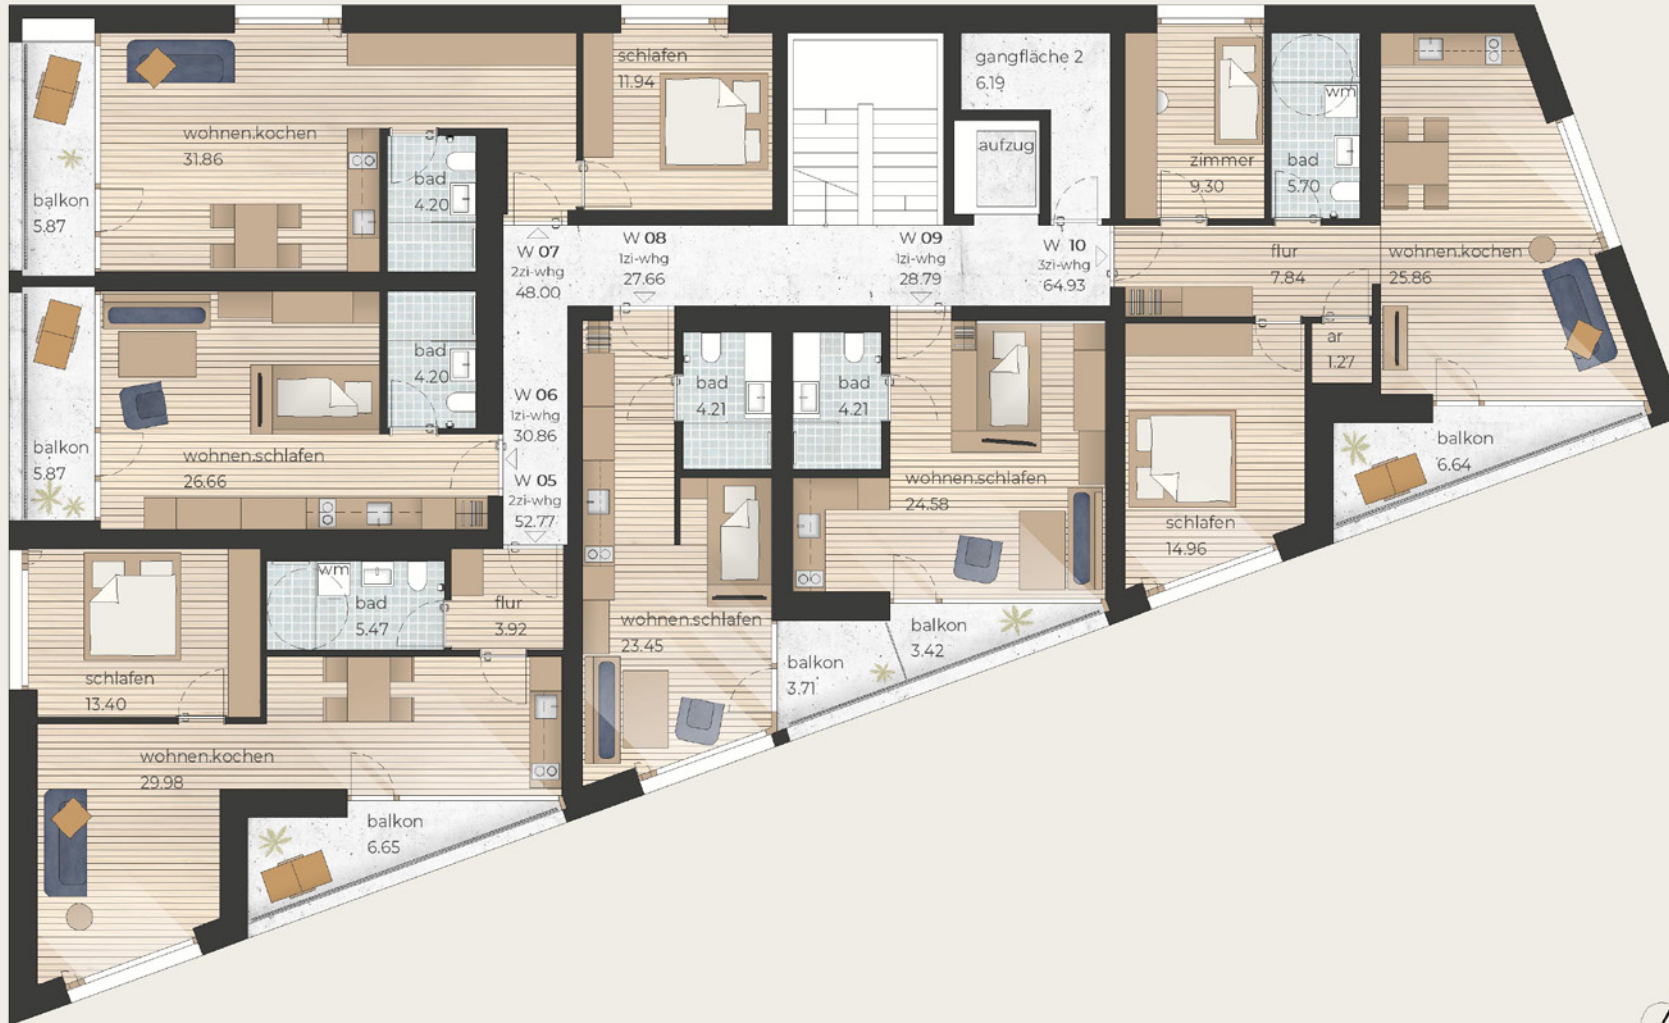 schlafen
11.94
gangfläche 2
6.19
aufzug
wm
wohnen.kochen
31.86
bad
4.20
balkon
5.87
zimmer
9.30
bad
5.70
W 07
2zi-whg
48.00
W 08
1zi-whg
27.66
W 09
1zi-whg
28.79
W 10
3zi-whg
64.93
flur
7.84
wohnen.kochen
25.86
ar
1.27
bad
4.20
balkon
5.87
wohnen.schlafen
26.66
W 06
1zi-whg
30.86
W 05
2zi-whg
52.77
bad
4.21
bad
4.21
wohnen.schlafen
24.58
schlafen
14.96
balkon
6.64
wm
bad
5.47
flur
3.92
schlafen
13.40
wohnen.schlafen
23.45
balkon
3.71
balkon
3.42
wohnen.kochen
29.98
balkon
6.65